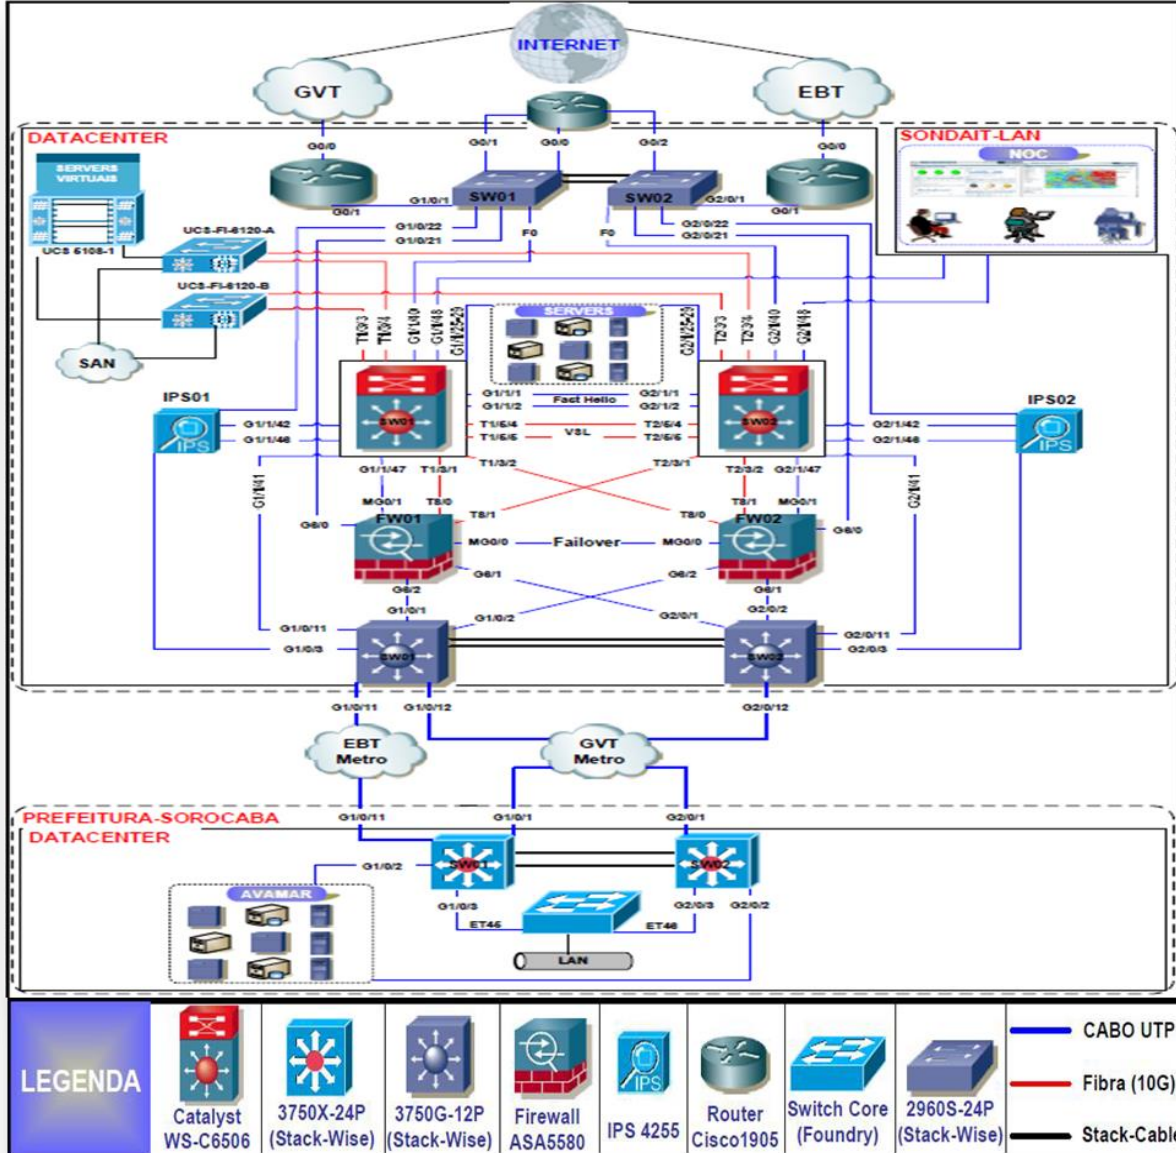 INTERNET
GVT
EBT
DATACENTER
SONDAIT-LAN
NOC
G0/0
G0/1
G0/0
G0/2
G0/0
SERVERS
VIRTUAIS
UCS 5108-1
SW01
SW02
G0/1
G1/0/1
G2/0/1
G0/1
G1/0/22
G1/0/21
F0
F0
G2/0/22
G2/0/21
UCS-FI-6120-A
UCS-FI-6120-B
SAN
T1/3/3
T1/3/4
G1/1/40
G1/1/48
G1/1/25-29
SERVERS
G2/1/25-29
T2/3/3
T2/3/4
G2/1/40
G2/1/48
IPS01
IPS
G1/1/42
G1/1/46
SW01
G1/1/1
Fast Hello
G2/1/1
G1/1/2
G2/1/2
T1/5/4
VSL
T2/5/4
T1/5/5
T2/5/5
SW02
G2/1/42
G2/1/46
IPS02
IPS
G1/1/41
G1/1/47
T1/3/1
T1/3/2
T2/3/1
T2/3/2
G2/1/47
G2/1/41
MG0/1
T8/0
T8/1
T8/0
T8/1
MG0/1
G6/0
FW01
FW02
G6/0
MG0/0
Failover
MG0/0
G6/2
G6/1
G6/2
G6/1
G1/0/1
G1/0/2
G2/0/1
G2/0/2
G1/0/11
G1/0/3
SW01
SW02
G2/0/11
G2/0/3
G1/0/11
G1/0/12
G2/0/12
EBT
Metro
GVT
Metro
PREFEITURA-SOROCABA
DATACENTER
G1/0/11
G1/0/1
G2/0/1
SW01
SW02
G1/0/2
AVAMAR
G1/0/3
G2/0/3
G2/0/2
ET45
ET46
LAN
LEGENDA
Catalyst
WS-C6506
3750X-24P
(Stack-Wise)
3750G-12P
(Stack-Wise)
Firewall
ASA5580
IPS
IPS 4255
Router
Cisco1905
Switch Core
(Foundry)
2960S-24P
(Stack-Wise)
CABO UTP
Fibra (10G)
Stack-Cable